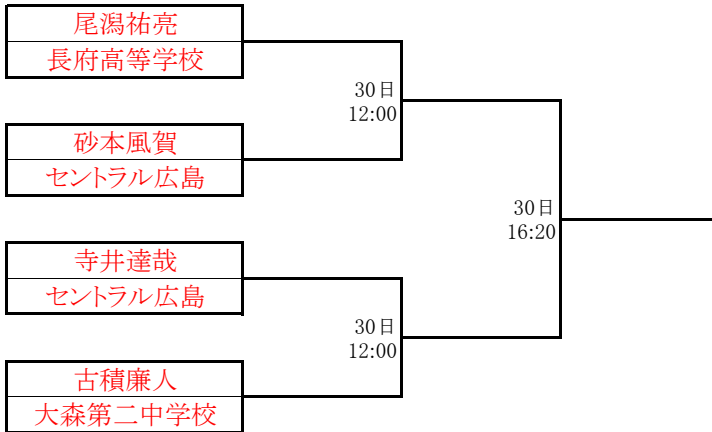 尾潟祐亮
長府高等学校
30日
12:00
砂本風賀
セントラル広島
30日
16:20
寺井達哉
セントラル広島
30日
12:00
古積廉人
大森第二中学校